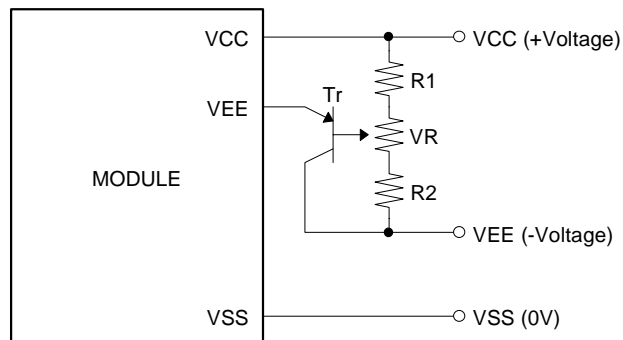 VCC
VCC (+Voltage)
R1
Tr
VEE
VR
MODULE
R2
VEE (-Voltage)
VSS
VSS (0V)